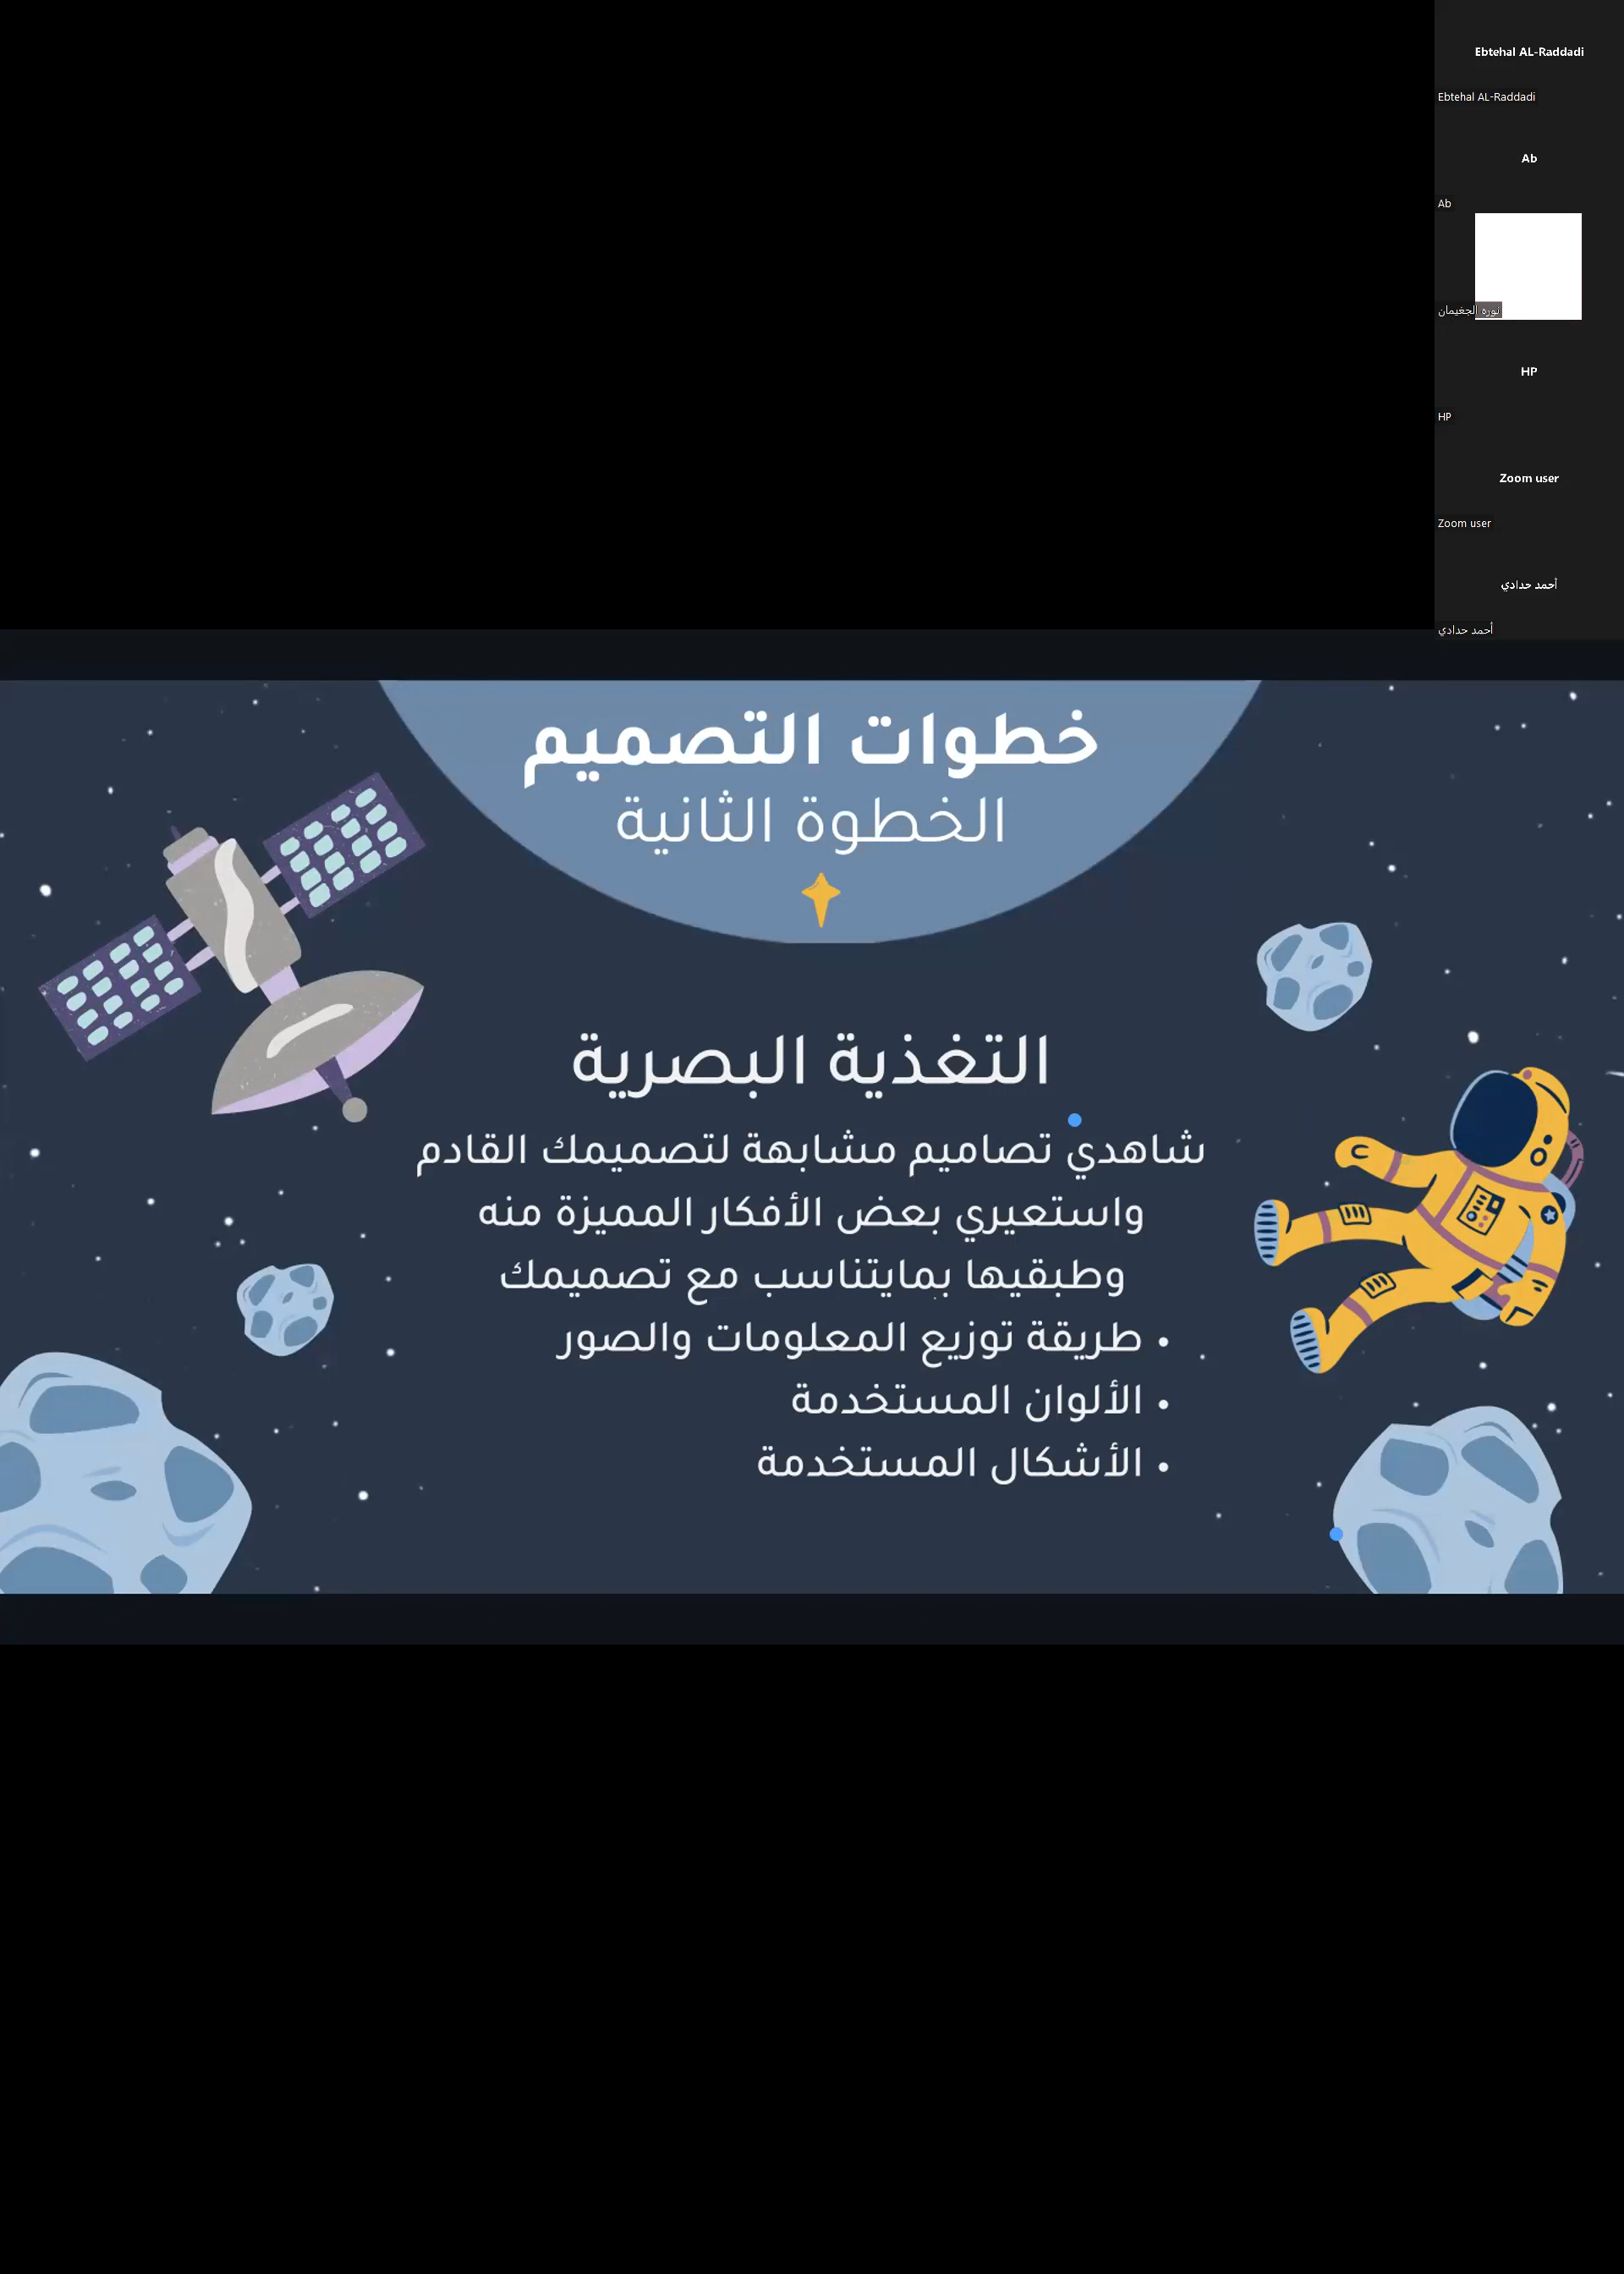 Ebtehal AL-Raddadi
Ebtehal AL-Raddadi
Ab
Ab
نورة الجغيمان
HP
HP
Zoom user
Zoom user
أحمد حدادي
أحمد حدادي
خطوات التصميم
الخطوة الثانية
التغذية البصرية
شاهدي تصاميم مشابهة لتصميمك القادم
واستعيري بعض الأفكار المميزة منه
وطبقيها بمايتناسب مع تصميمك
• طريقة توزيع المعلومات والصور
• الألوان المستخدمة
• الأشكال المستخدمة